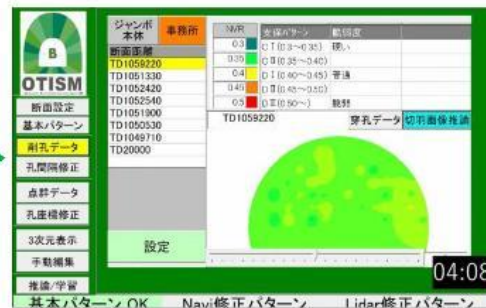 B
OTISM
断面設定
基本パターン
削孔データ
孔間隔修正
点群データ
孔座標修正
3次元表示
手動編集
推論/学習
ジャンボ本体 事務所
断面距離
TD1059220
TD1051330
TD1052420
TD1052540
TD1051900
TD1050530
TD1049710
TD20000
設定
NVR 支保パターン 脆弱度
0.3 CⅠ(0.3~0.35) 硬い
0.35 CⅡ(0.35~0.40)
0.4 DⅠ(0.40~0.45) 普通
0.45 DⅡ(0.45~0.50)
0.5 DⅢ(0.50~) 脆弱
TD1059220 穿孔データ 切羽画像推論
04:08
基本パターン OK Navi修正パターン Lidar修正パターン